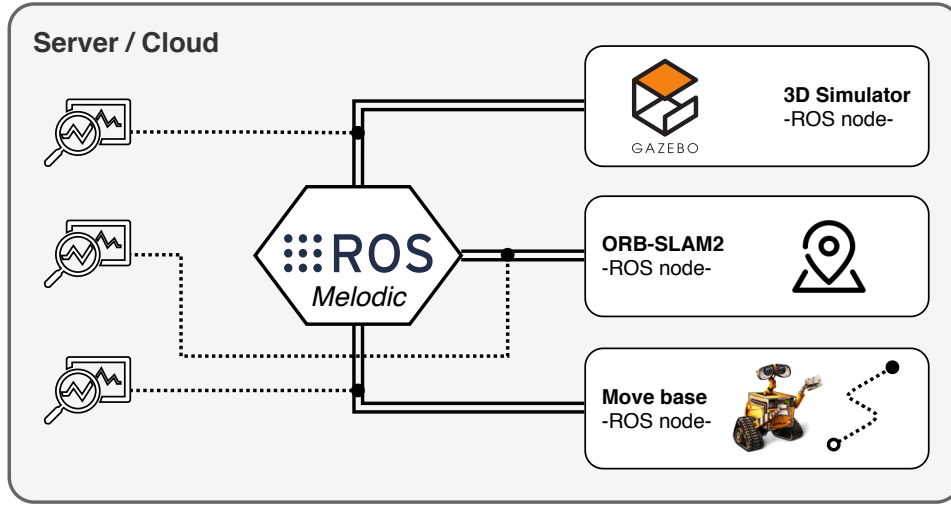 Server / Cloud
GAZEBO
3D Simulator
-ROS node-
ROS
Melodic
ORB-SLAM2
-ROS node-
Move base
-ROS node-